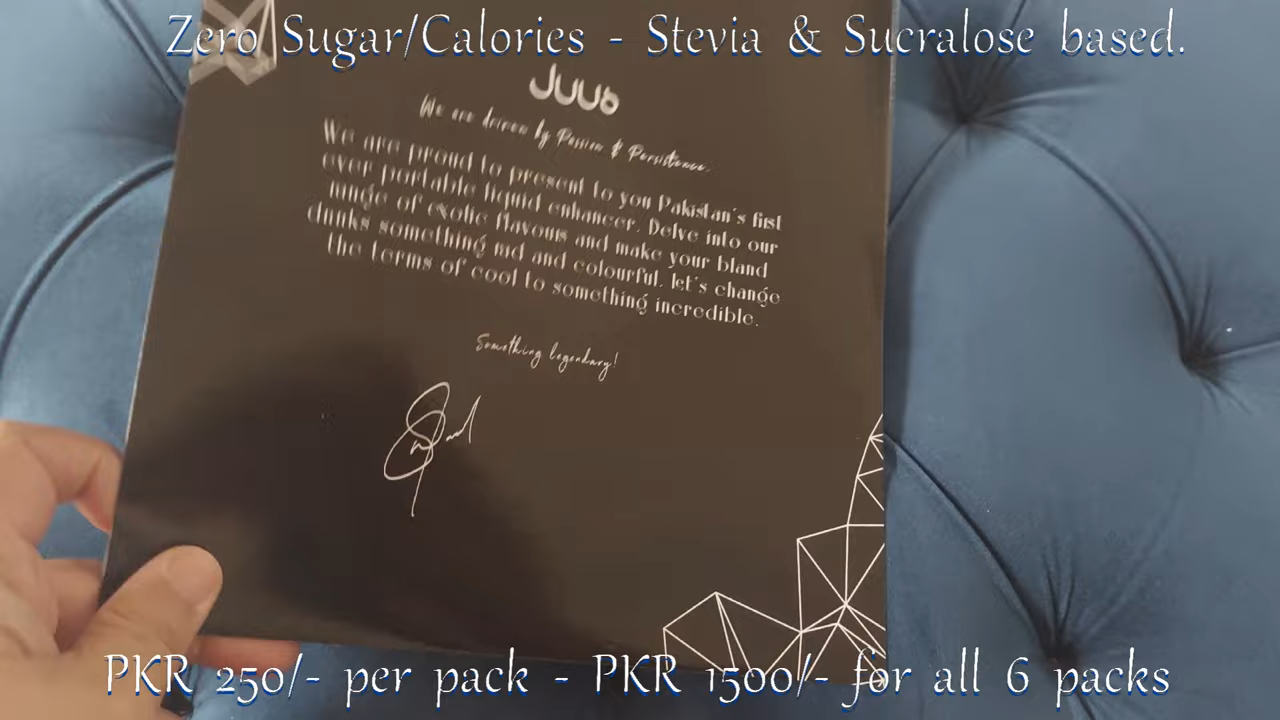 Zero Sugar/Calories - Stevia & Sucralose based.
Juus
We are driven by Passion & Persistence.
We are proud to present to you Pakistan's first
ever portable liquid enhancer. Delve into our
range of exotic flavours and make your bland
drinks something rad and colourful, let's change
the terms of cool to something incredible.
Something legendary!
PKR 250/- per pack - PKR 1500/- for all 6 packs